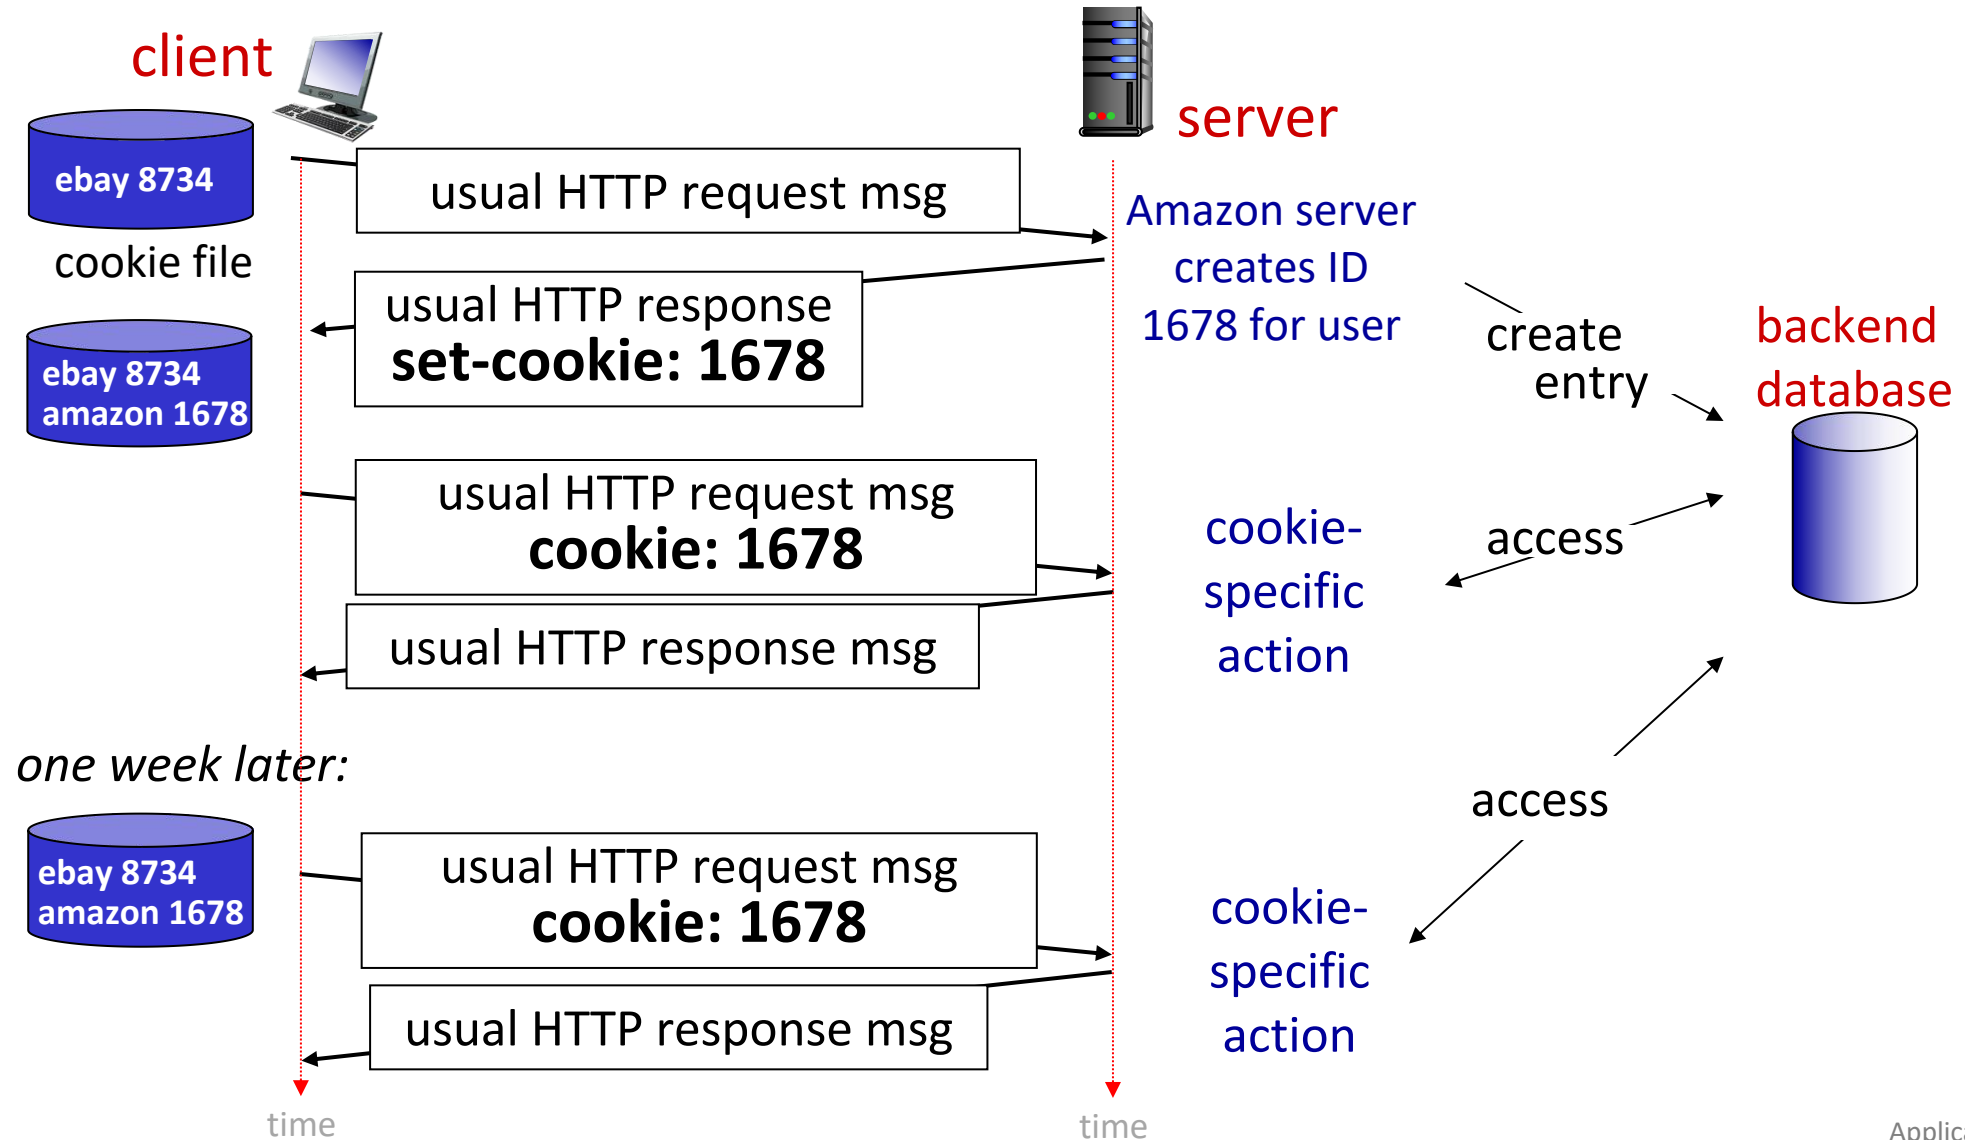 client
server
ebay 8734
cookie file
usual HTTP request msg
Amazon server
creates ID
1678 for user
usual HTTP response
set-cookie: 1678
create
entry
backend
database
ebay 8734
amazon 1678
usual HTTP request msg
cookie: 1678
cookie-
specific
action
access
usual HTTP response msg
one week later:
access
ebay 8734
amazon 1678
usual HTTP request msg
cookie: 1678
cookie-
specific
action
usual HTTP response msg
time
time